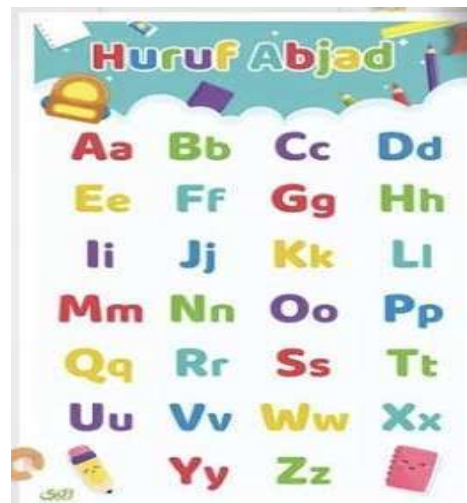 Huruf Abjad
Aa Bb Cc Dd
Ee Ff Gg Hh
Ii Jj Kk Ll
Mm Nn Oo Pp
Qq Rr Ss Tt
Uu Vv Ww Xx
Yy Zz